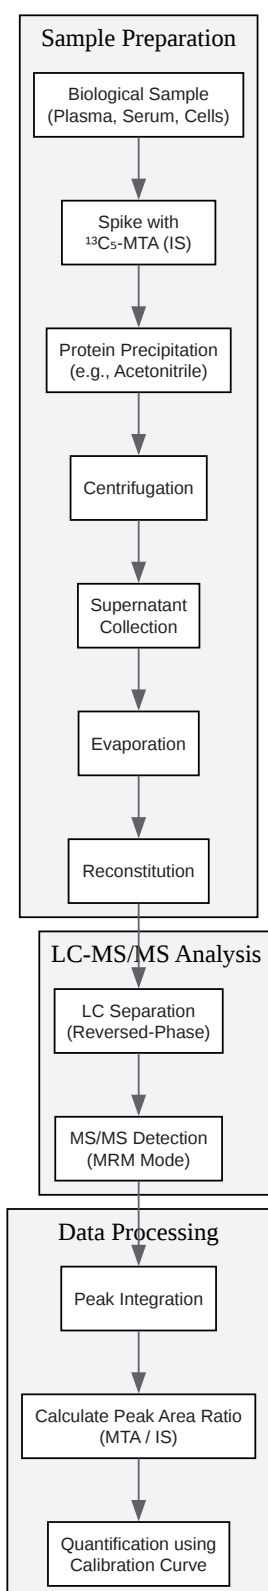 Sample Preparation
Biological Sample
(Plasma, Serum, Cells)
Spike with
¹³C₅-MTA (IS)
Protein Precipitation
(e.g., Acetonitrile)
Centrifugation
Supernatant
Collection
Evaporation
Reconstitution
LC-MS/MS Analysis
LC Separation
(Reversed-Phase)
MS/MS Detection
(MRM Mode)
Data Processing
Peak Integration
Calculate Peak Area Ratio
(MTA / IS)
Quantification using
Calibration Curve